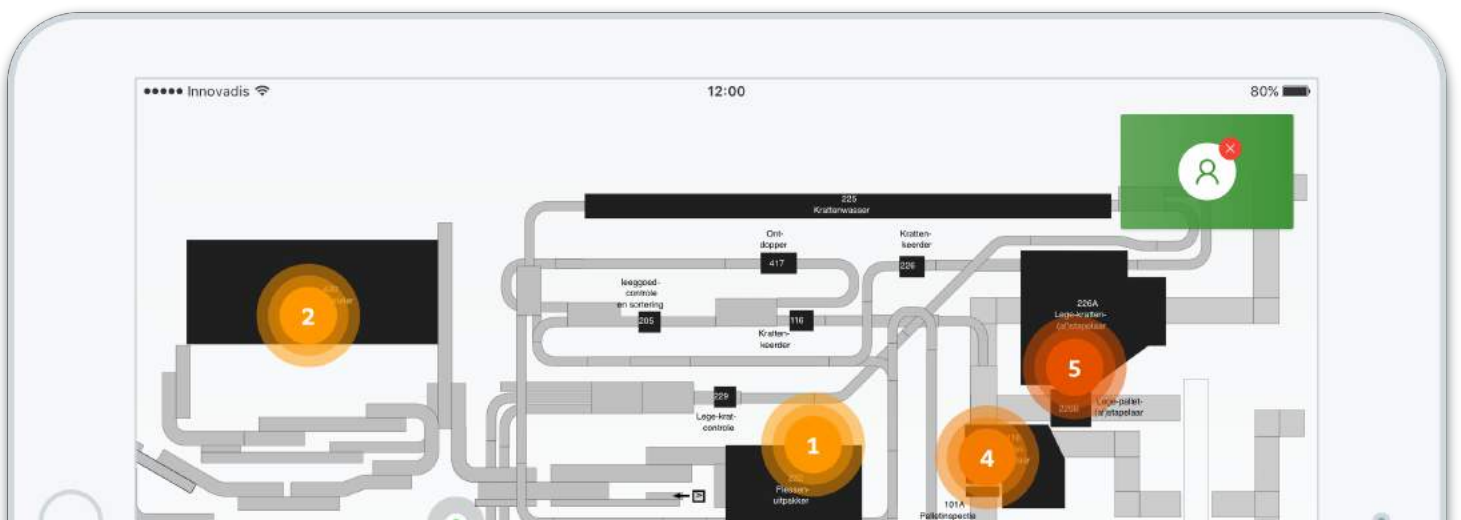 Innovadis
12:00
80%
225
Krattenwasser
Ont-
dopper
417
Kratten-
keerder
226
leeggoed-
controle
en sortering
205
116
Kratten-
keerder
226A
Lege-kratten-
(af)stapelaar
2
5
229
Lege-krat-
controle
Lege-pallet-
(af)stapelaar
1
4
Flessen-
uitpakker
101A
Palletinspectie